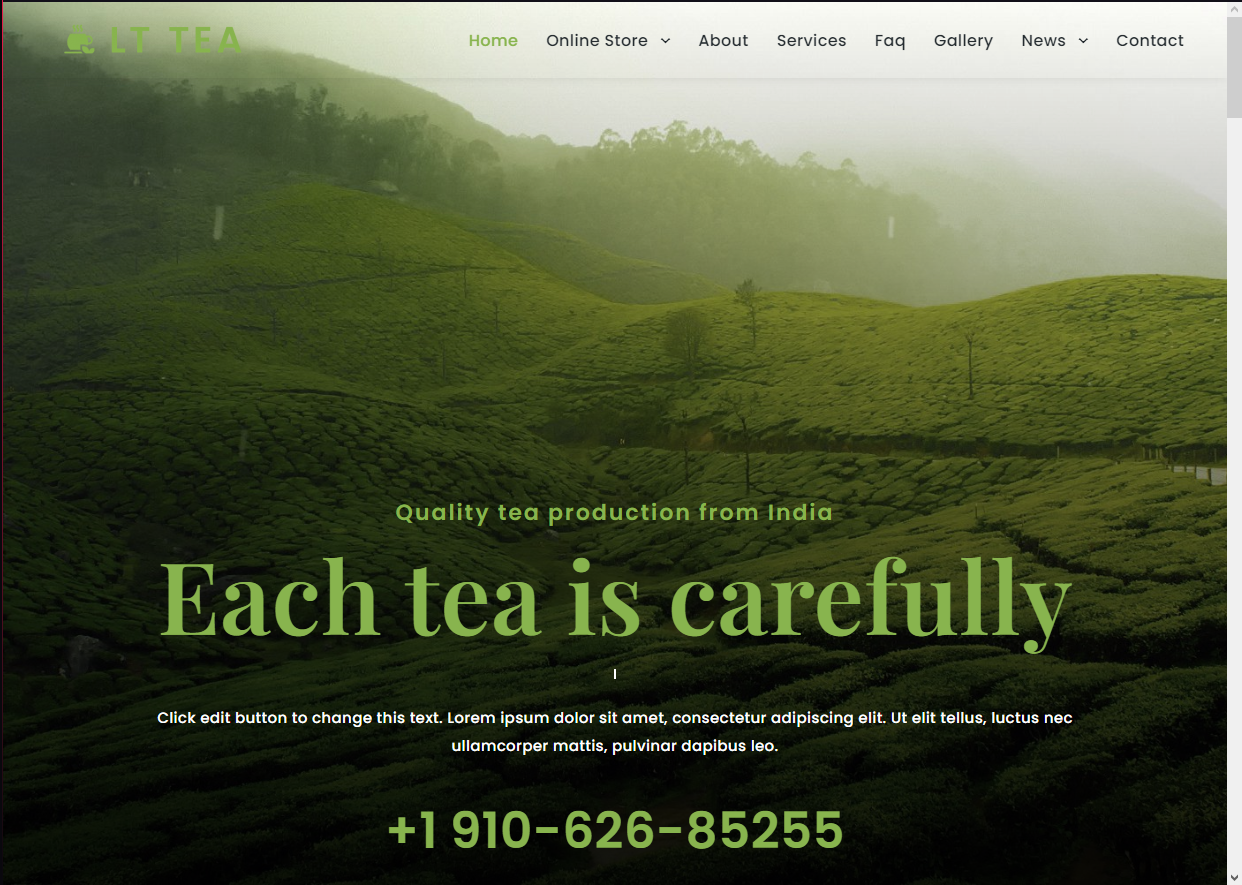 LT TEA
Home Online Store About Services Faq Gallery News Contact
Quality tea production from India
Each tea is carefully
Click edit button to change this text. Lorem ipsum dolor sit amet, consectetur adipiscing elit. Ut elit tellus, luctus nec
ullamcorper mattis, pulvinar dapibus leo.
+1 910-626-85255